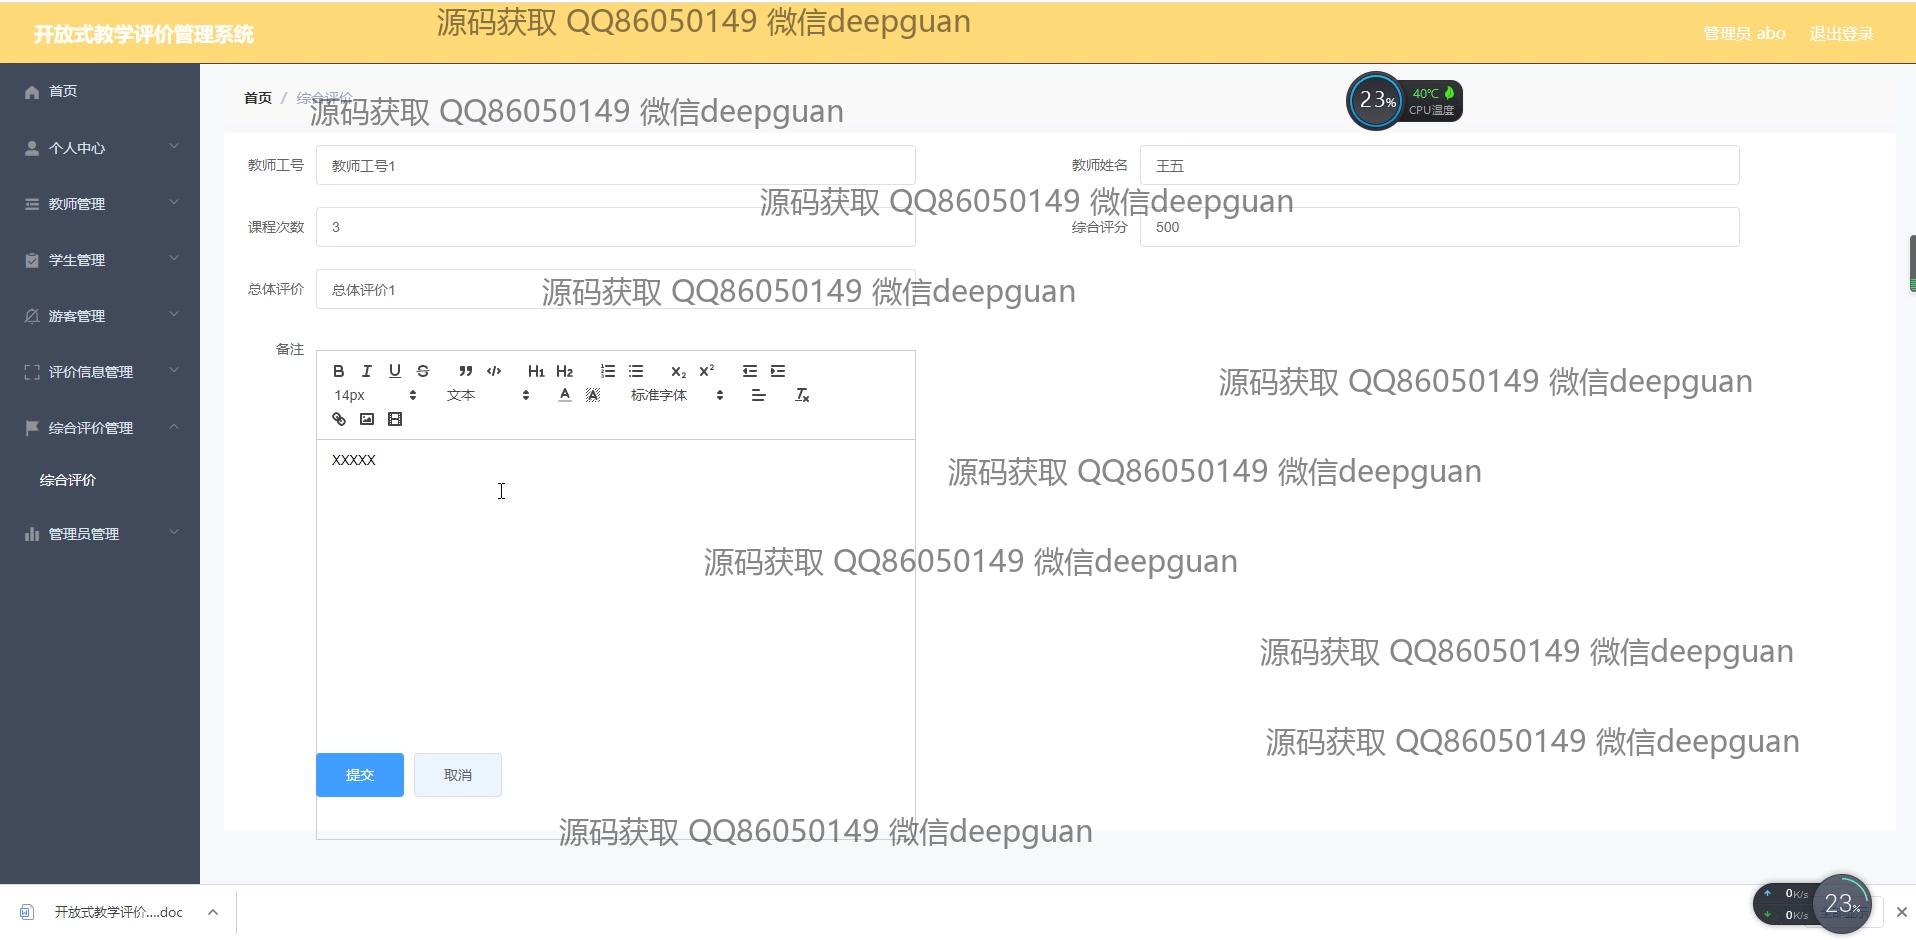 开放式教学评价管理系统
源码获取 QQ86050149 微信deepguan
管理员 abo
退出登录
首页
个人中心
教师管理
学生管理
游客管理
评价信息管理
综合评价管理
综合评价
管理员管理
首页 / 综合评价
源码获取 QQ86050149 微信deepguan
23%
40℃
CPU温度
教师工号 教师工号1
教师姓名 王五
源码获取 QQ86050149 微信deepguan
课程次数 3
综合评分 500
总体评价 总体评价1
源码获取 QQ86050149 微信deepguan
备注
B I U S H1 H2 X2 X2
14px 文本 A A 标准字体 Tx
源码获取 QQ86050149 微信deepguan
XXXXX
源码获取 QQ86050149 微信deepguan
源码获取 QQ86050149 微信deepguan
源码获取 QQ86050149 微信deepguan
源码获取 QQ86050149 微信deepguan
提交 取消
源码获取 QQ86050149 微信deepguan
开放式教学评价....doc
0K/s
0K/s
23%